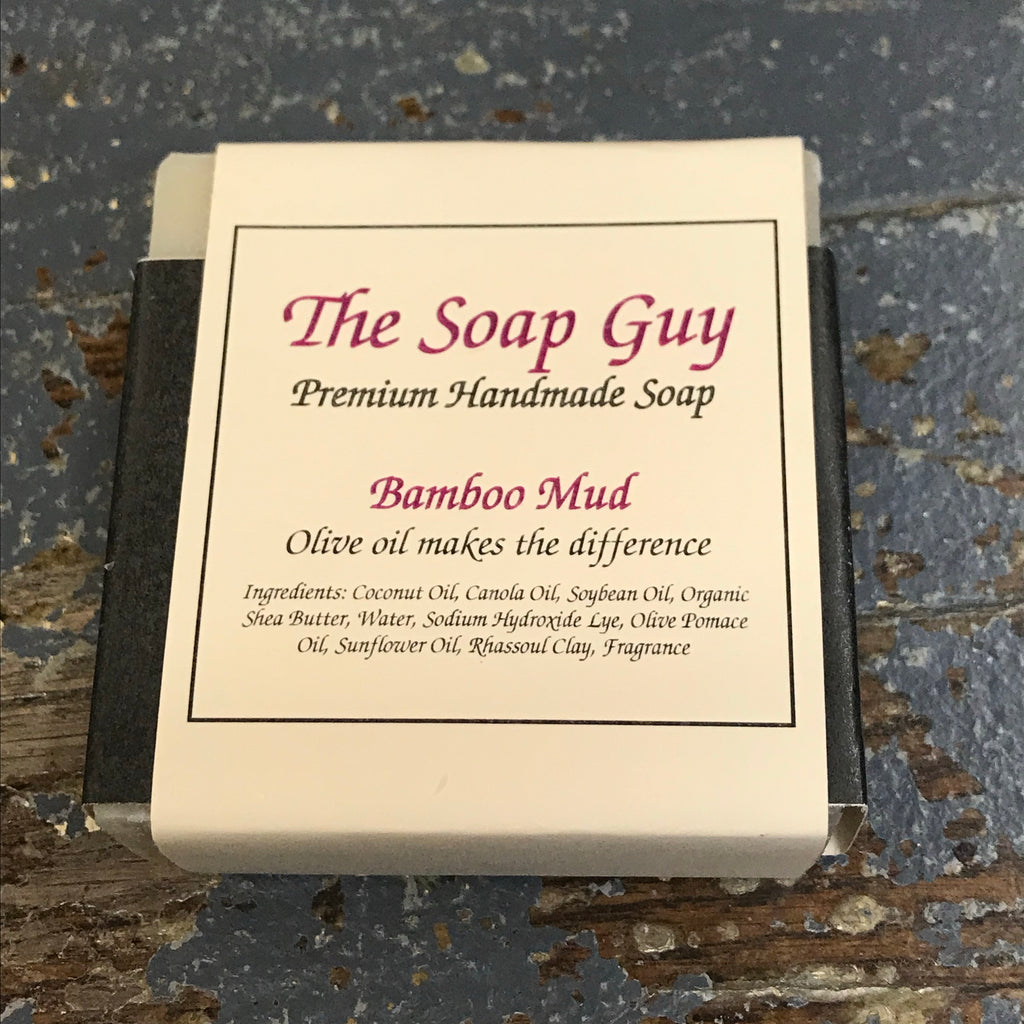 The Soap Guy
Premium Handmade Soap
Bamboo Mud
Olive oil makes the difference
Ingredients: Coconut Oil, Canola Oil, Soybean Oil, Organic
Shea Butter, Water, Sodium Hydroxide Lye, Olive Pomace
Oil, Sunflower Oil, Rhassoul Clay, Fragrance